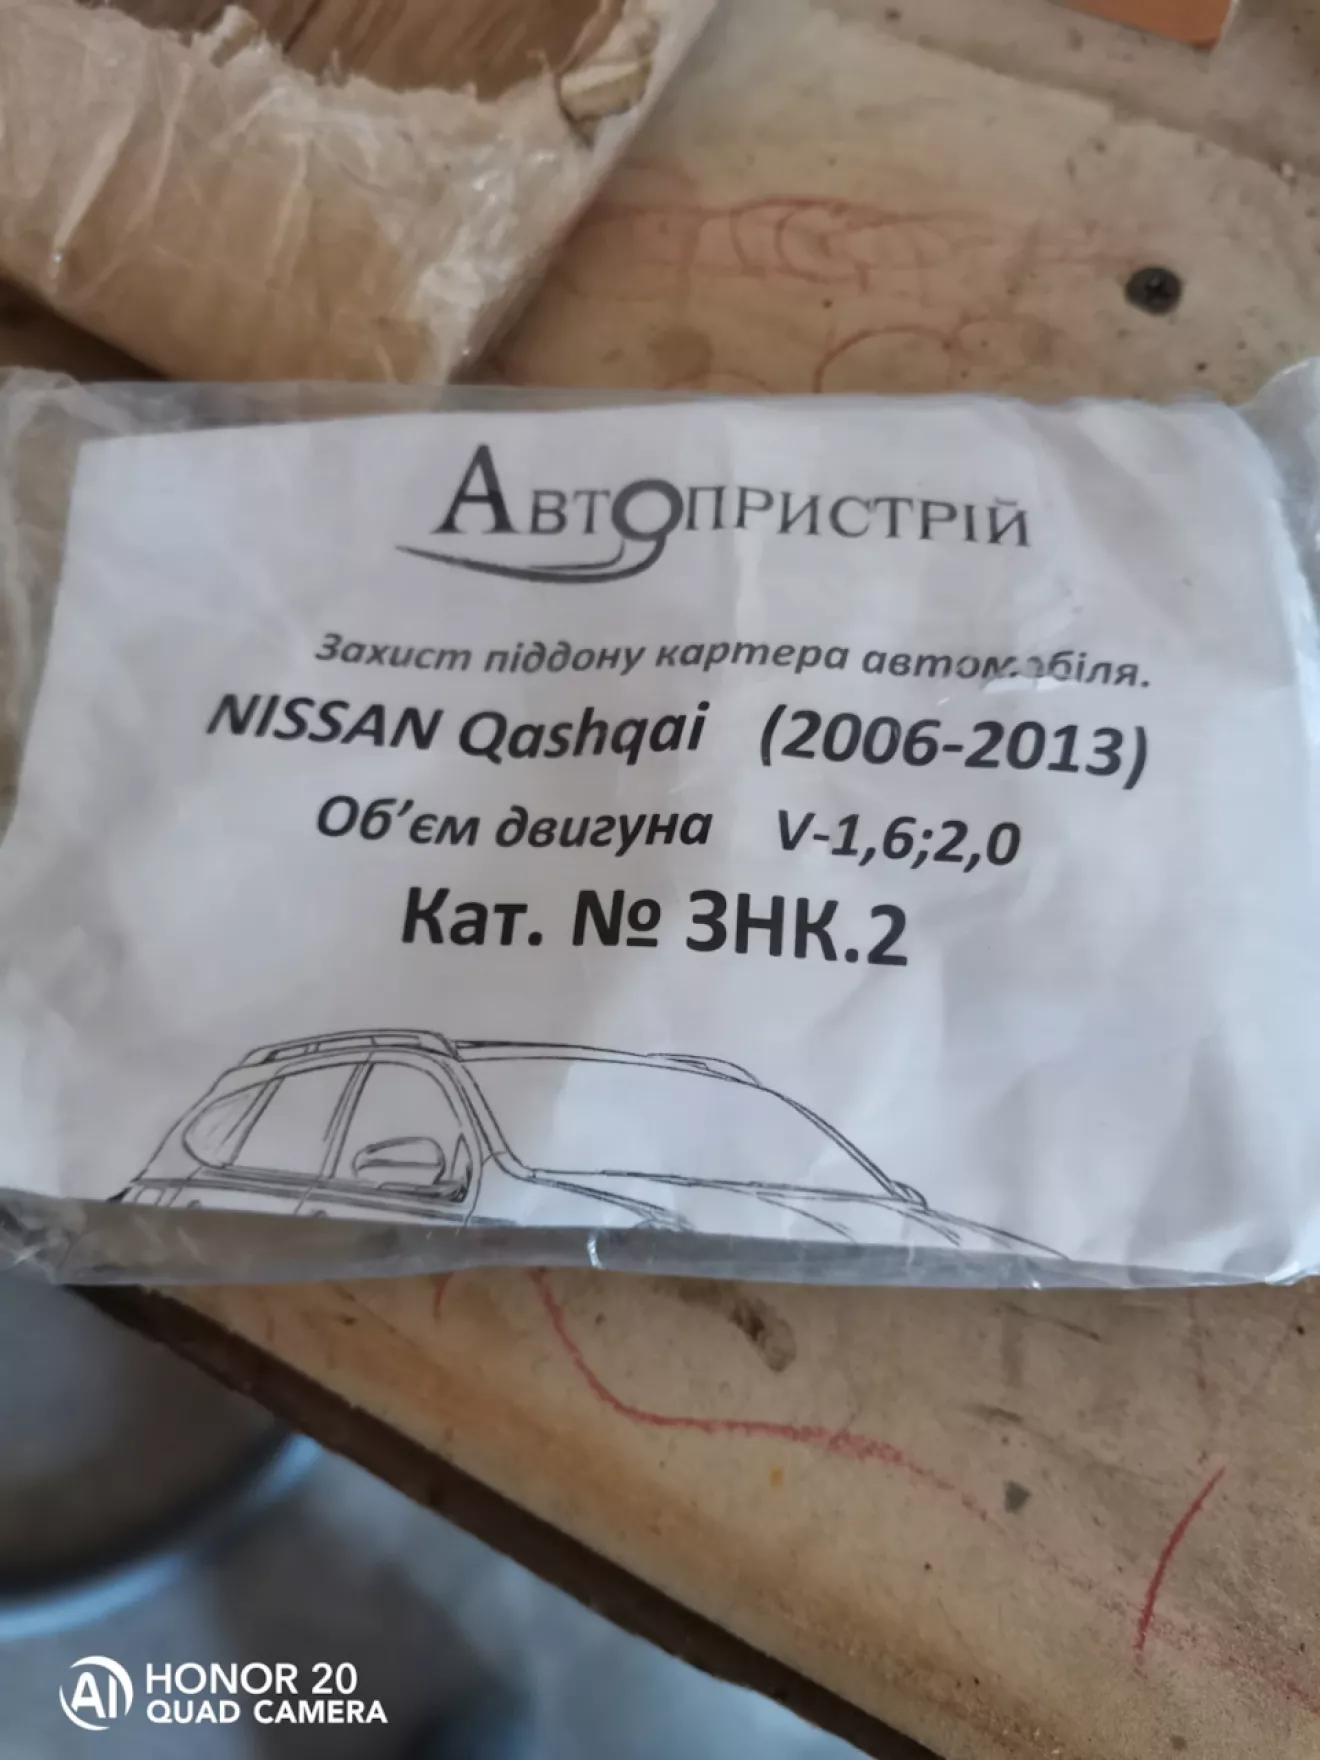 АВТОПРИСТРІЙ
Захист піддону картера автомобіля.
NISSAN Qashqai (2006-2013)
Об’єм двигуна V-1,6;2,0
Кат. № ЗНК.2
AI HONOR 20
QUAD CAMERA